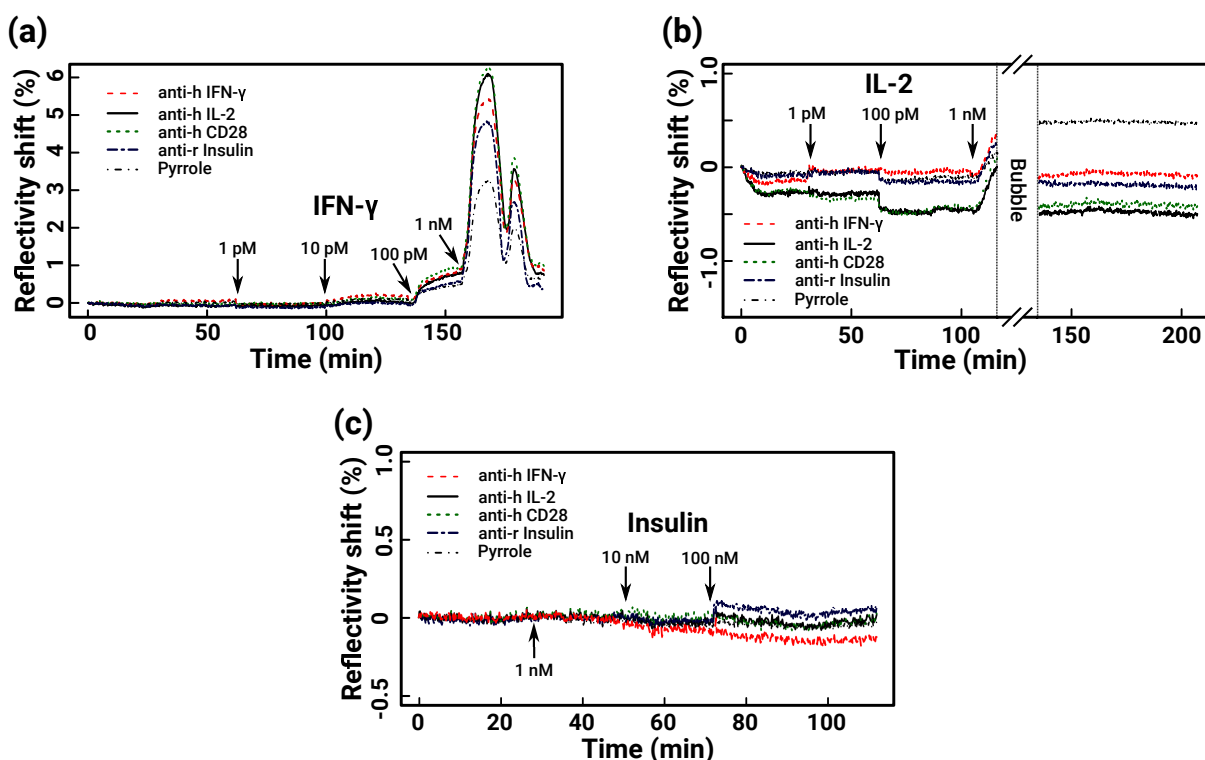 (a)
Reflectivity shift (%)
6
5
4
3
2
1
0
anti-h IFN-γ
anti-h IL-2
anti-h CD28
anti-r Insulin
Pyrrole
IFN-γ
1 pM
10 pM
100 pM
1 nM
0
50
100
150
Time (min)
(b)
Reflectivity shift (%)
1.0
0
-1.0
IL-2
1 pM
100 pM
1 nM
Bubble
anti-h IFN-γ
anti-h IL-2
anti-h CD28
anti-r Insulin
Pyrrole
0
50
100
150
200
Time (min)
(c)
Reflectivity shift (%)
1.0
0.5
0
-0.5
anti-h IFN-γ
anti-h IL-2
anti-h CD28
anti-r Insulin
Pyrrole
Insulin
10 nM
100 nM
1 nM
0
20
40
60
80
100
Time (min)